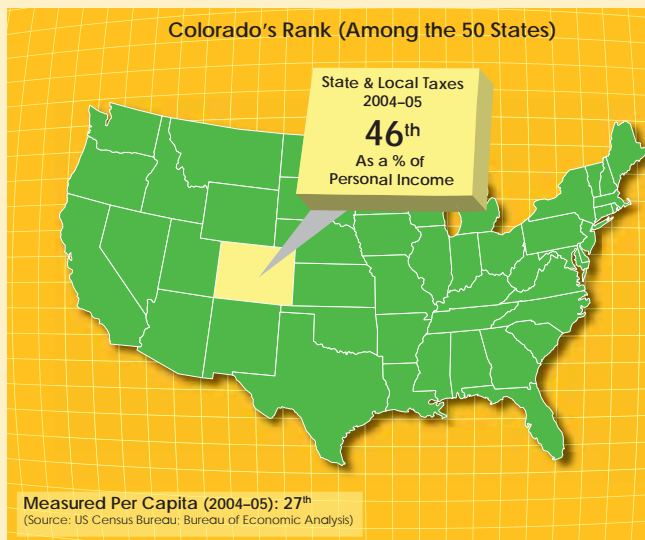 Colorado's Rank (Among the 50 States)
State & Local Taxes
2004–05
46th
As a % of
Personal Income
Measured Per Capita (2004–05): 27th
(Source: US Census Bureau; Bureau of Economic Analysis)